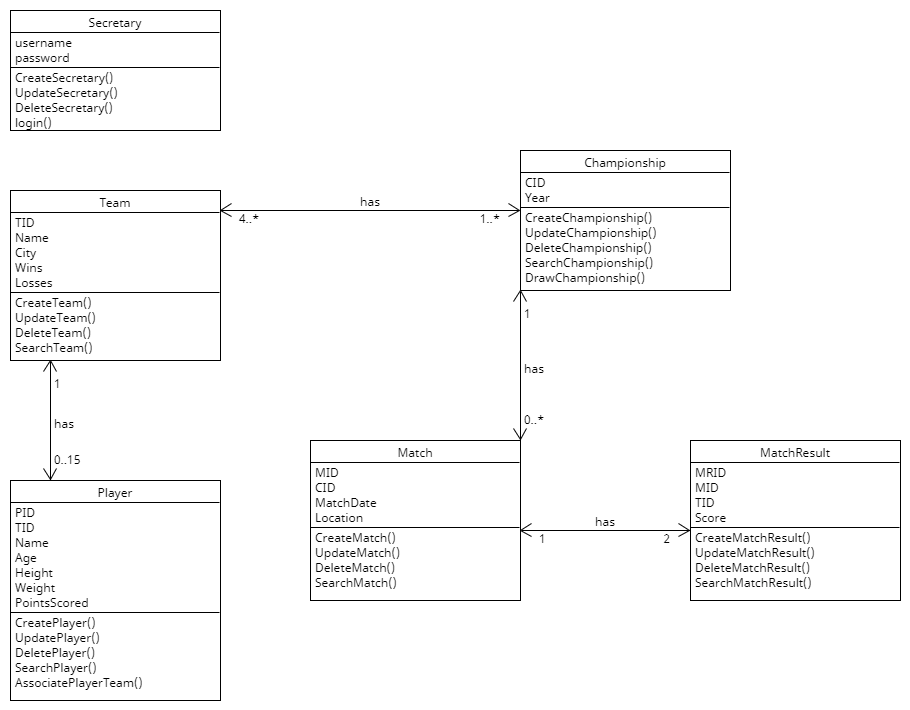 Secretary
username
password
CreateSecretary()
UpdateSecretary()
DeleteSecretary()
login()
Championship
CID
Year
CreateChampionship()
UpdateChampionship()
DeleteChampionship()
SearchChampionship()
DrawChampionship()
Team
TID
Name
City
Wins
Losses
CreateTeam()
UpdateTeam()
DeleteTeam()
SearchTeam()
has
4..*
1..*
1
has
0..*
1
has
0..15
Match
MID
CID
MatchDate
Location
CreateMatch()
UpdateMatch()
DeleteMatch()
SearchMatch()
has
1
2
MatchResult
MRID
MID
TID
Score
CreateMatchResult()
UpdateMatchResult()
DeleteMatchResult()
SearchMatchResult()
Player
PID
TID
Name
Age
Height
Weight
PointsScored
CreatePlayer()
UpdatePlayer()
DeletePlayer()
SearchPlayer()
AssociatePlayerTeam()